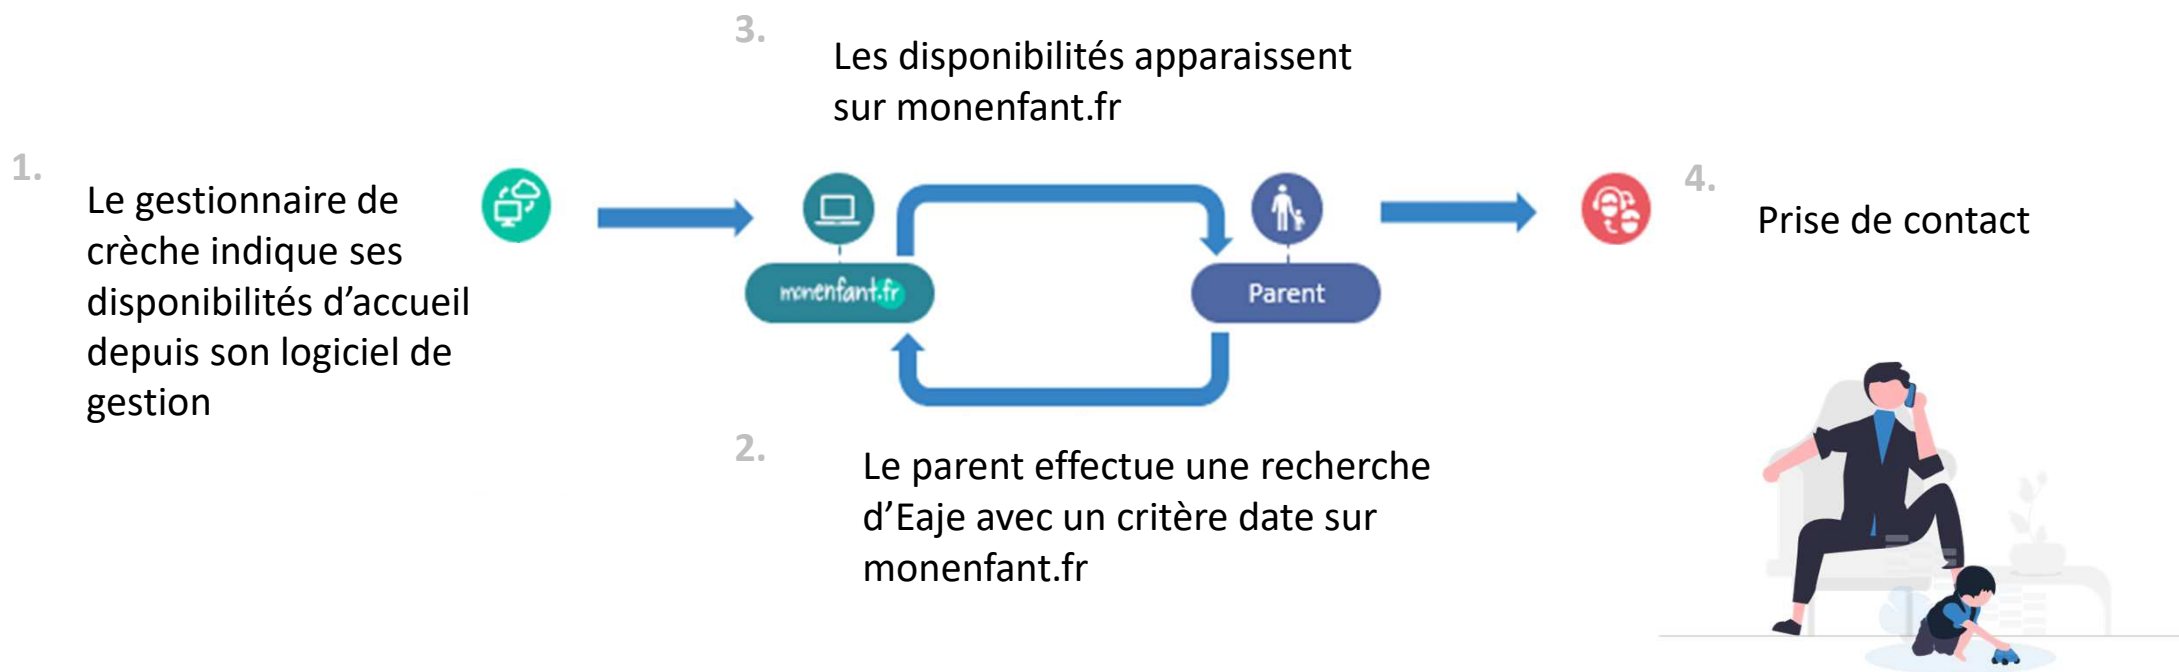 1.
Le gestionnaire de
crèche indique ses
disponibilités d’accueil
depuis son logiciel de
gestion
monenfant.fr
3.
Les disponibilités apparaissent
sur monenfant.fr
Parent
2.
Le parent effectue une recherche
d’Eaje avec un critère date sur
monenfant.fr
4.
Prise de contact